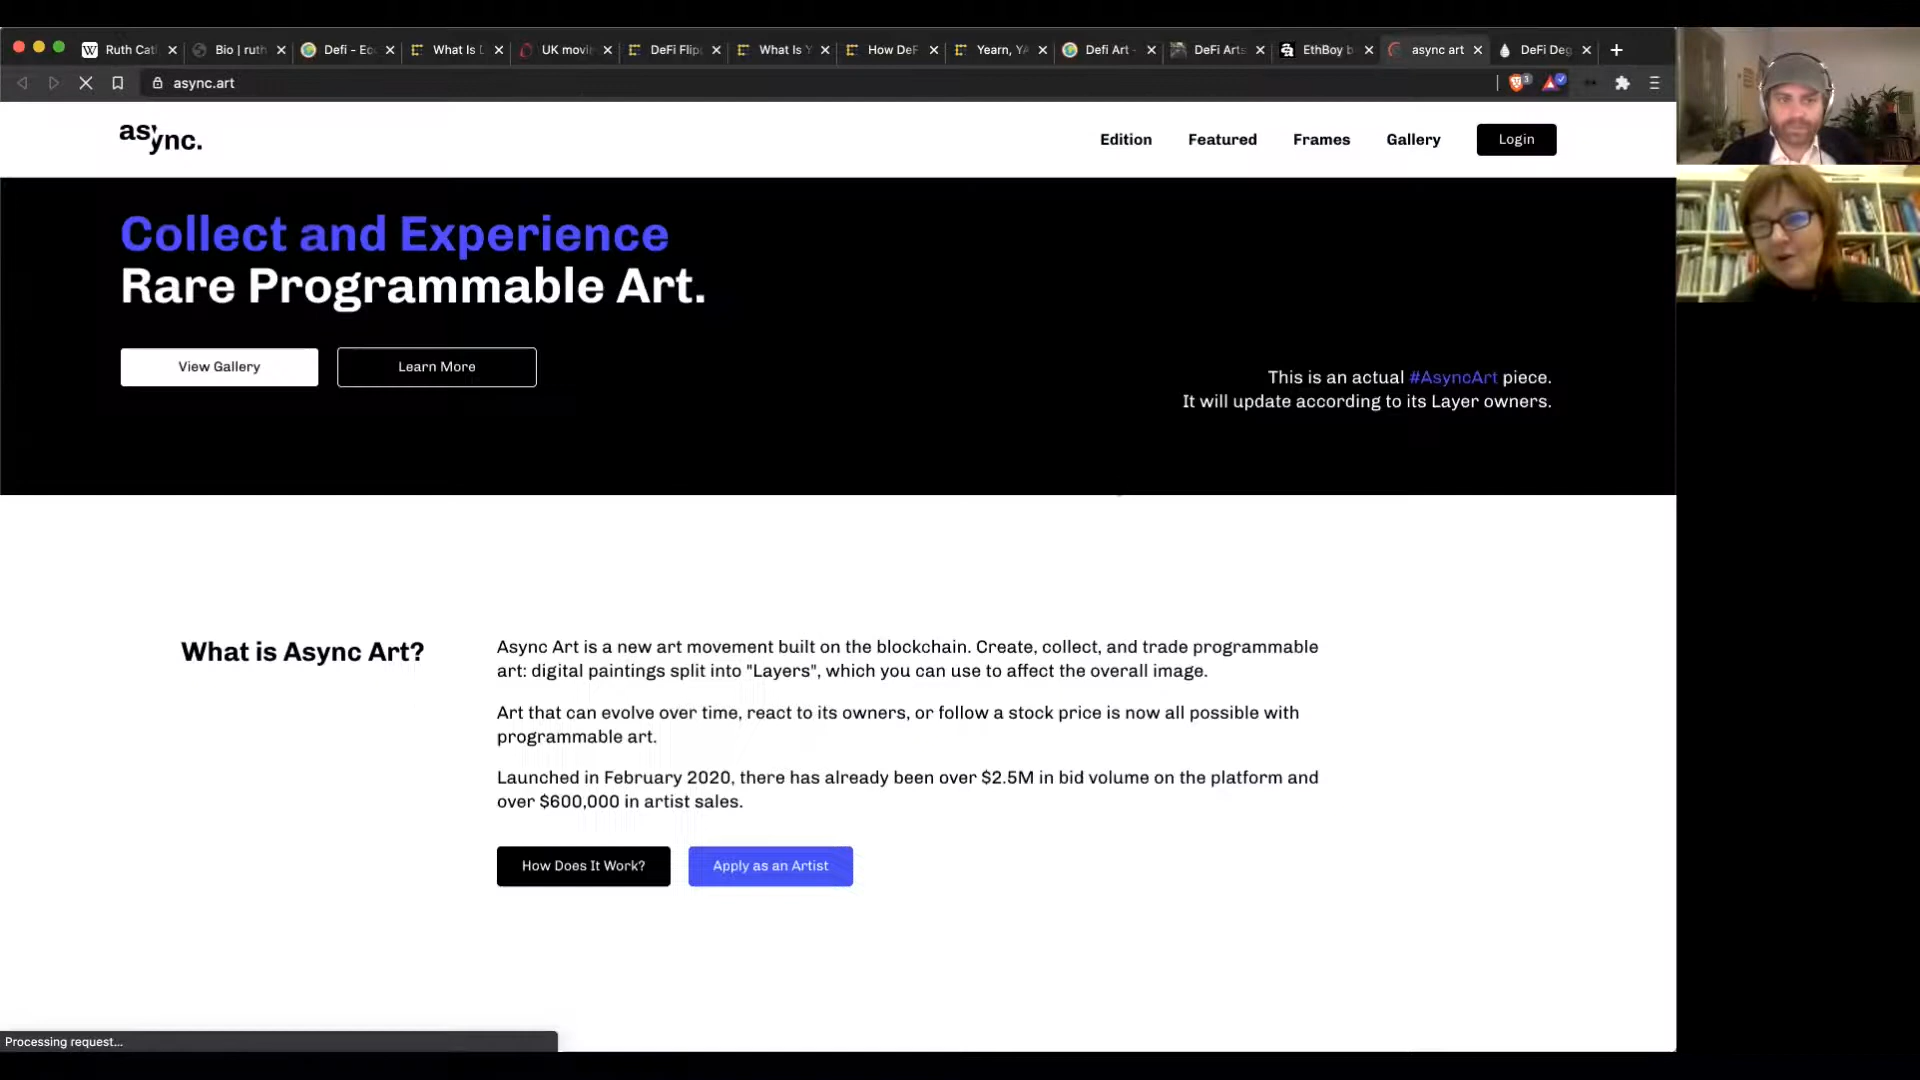 Ruth Cat
Bio | ruth
Defi - Ec
What Is
UK movi
DeFi Flip
What Is Y
How DeF
Yearn, YA
Defi Art -
DeFi Arts
EthBoy b
async art
DeFi Deg
async.art
async.
Edition
Featured
Frames
Gallery
Login
Collect and Experience
Rare Programmable Art.
View Gallery
Learn More
This is an actual #AsyncArt piece.
It will update according to its Layer owners.
What is Async Art?
Async Art is a new art movement built on the blockchain. Create, collect, and trade programmable
art: digital paintings split into "Layers", which you can use to affect the overall image.
Art that can evolve over time, react to its owners, or follow a stock price is now all possible with
programmable art.
Launched in February 2020, there has already been over $2.5M in bid volume on the platform and
over $600,000 in artist sales.
How Does It Work?
Apply as an Artist
Processing request...